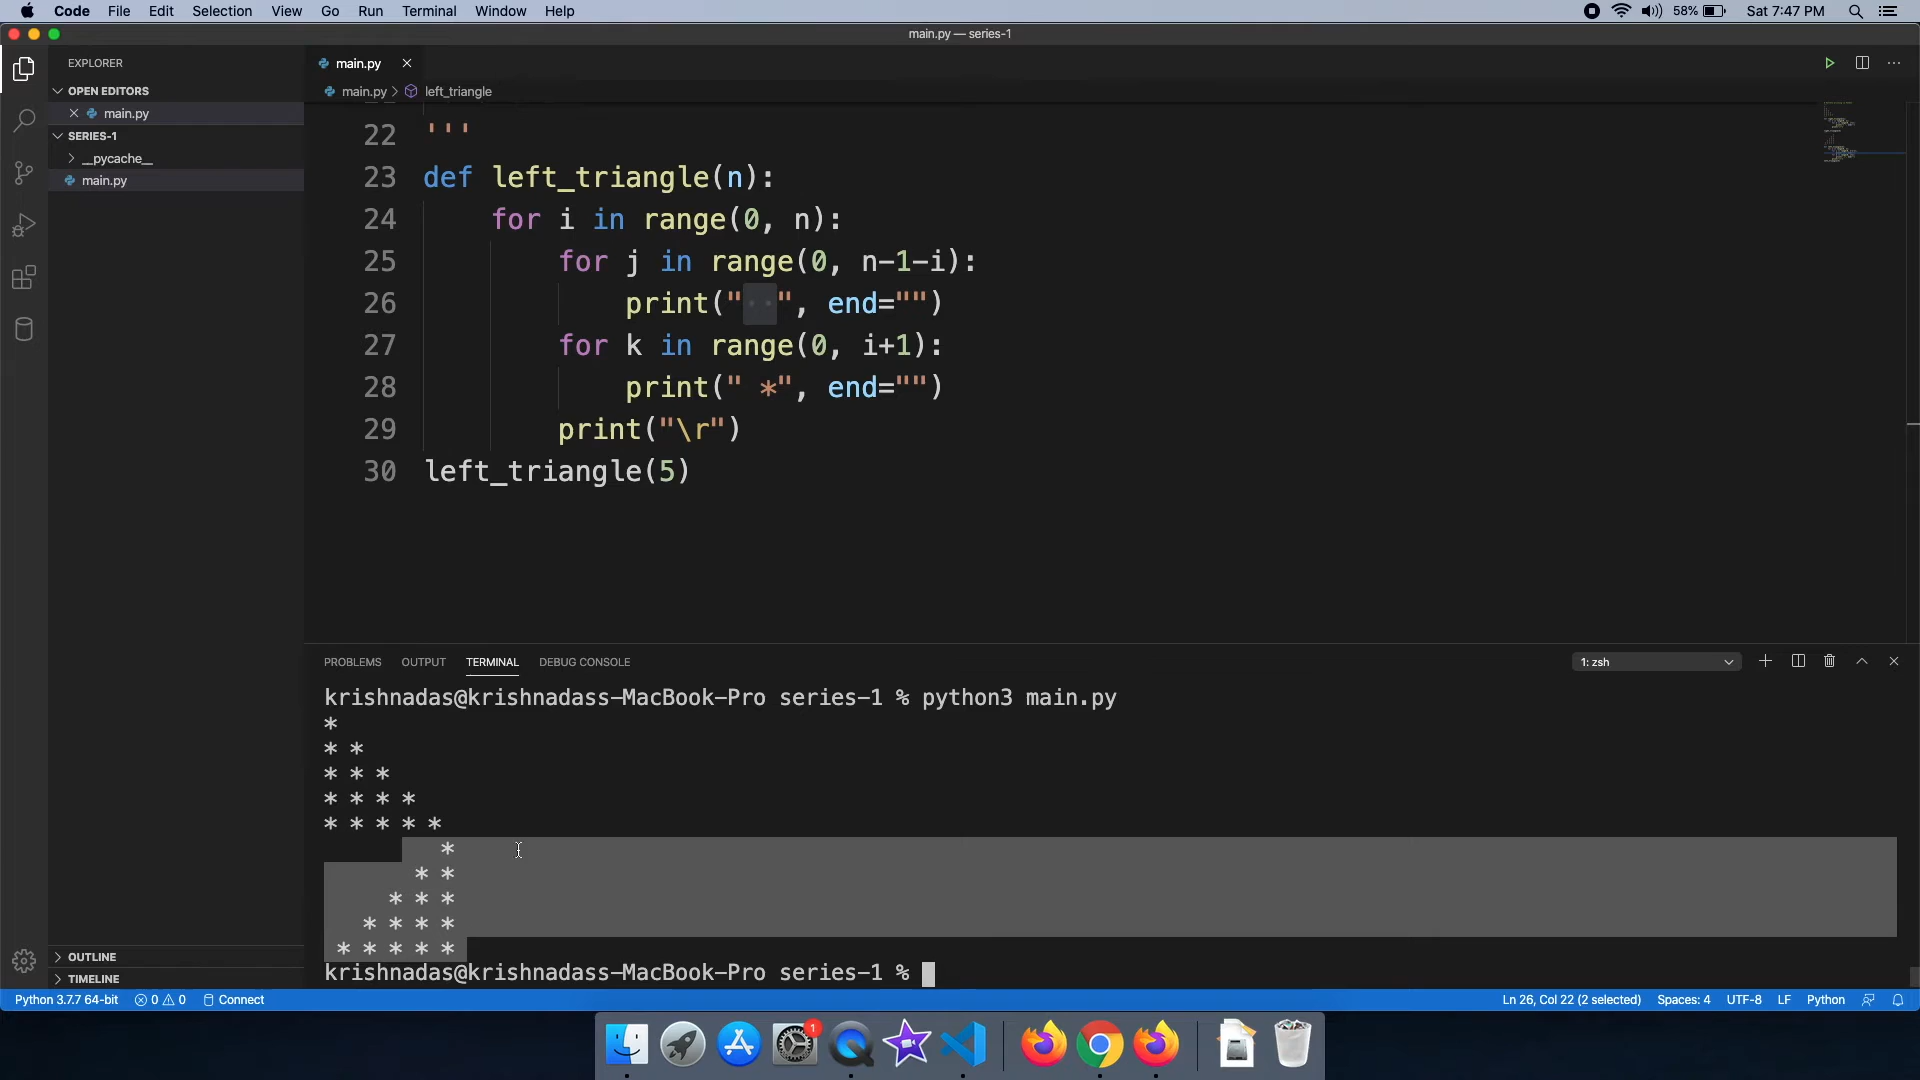 Code File Edit Selection View Go Run Terminal Window Help 58% Sat 7:47 PM
main.py — series-1
EXPLORER
main.py
OPEN EDITORS
main.py > left_triangle
main.py
SERIES-1
__pycache__
main.py
22 '''
23 def left_triangle(n):
24     for i in range(0, n):
25         for j in range(0, n-1-i):
26             print("  ", end="")
27         for k in range(0, i+1):
28             print(" *", end="")
29         print("\r")
30 left_triangle(5)
PROBLEMS OUTPUT TERMINAL DEBUG CONSOLE 1: zsh
krishnadas@krishnadass-MacBook-Pro series-1 % python3 main.py
*
* *
* * *
* * * *
* * * * *
         *
       * *
     * * *
   * * * *
 * * * * *
krishnadas@krishnadass-MacBook-Pro series-1 %
OUTLINE
TIMELINE
Python 3.7.7 64-bit 0 0 Connect Ln 26, Col 22 (2 selected) Spaces: 4 UTF-8 LF Python
1